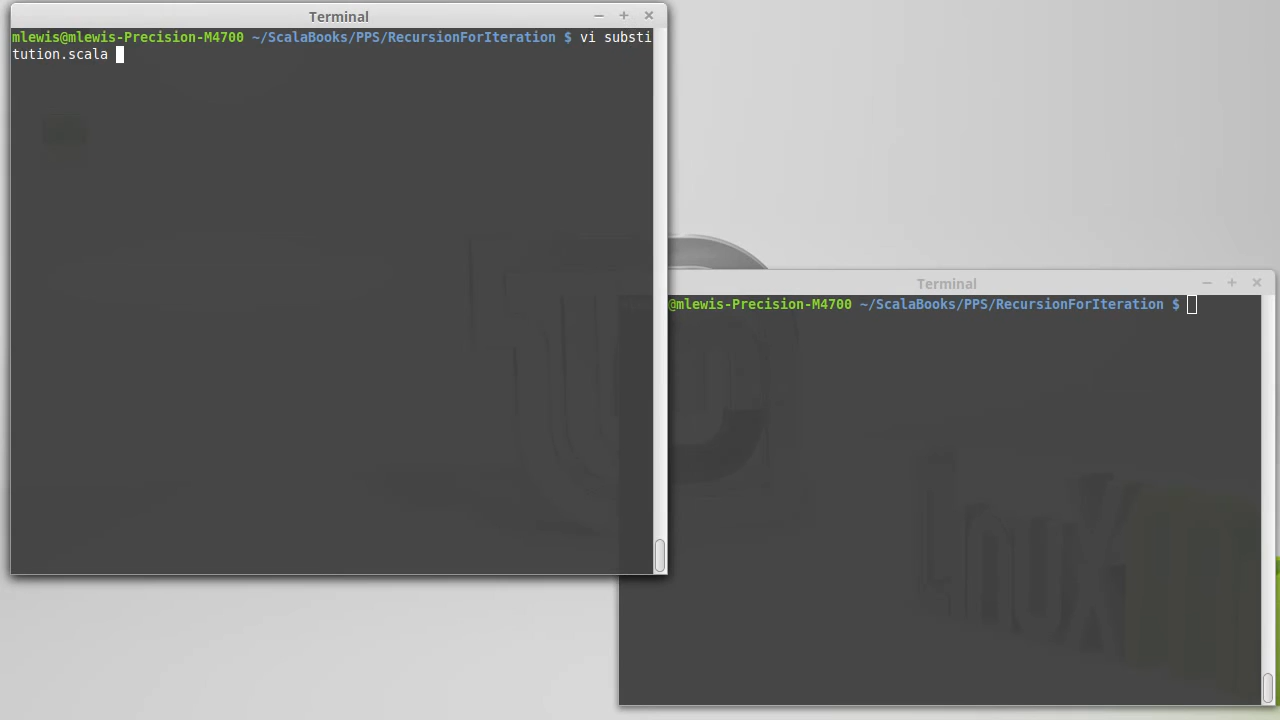 Terminal
mlewis@mlewis-Precision-M4700 ~/ScalaBooks/PPS/RecursionForIteration $ vi substi
tution.scala
Terminal
@mlewis-Precision-M4700 ~/ScalaBooks/PPS/RecursionForIteration $